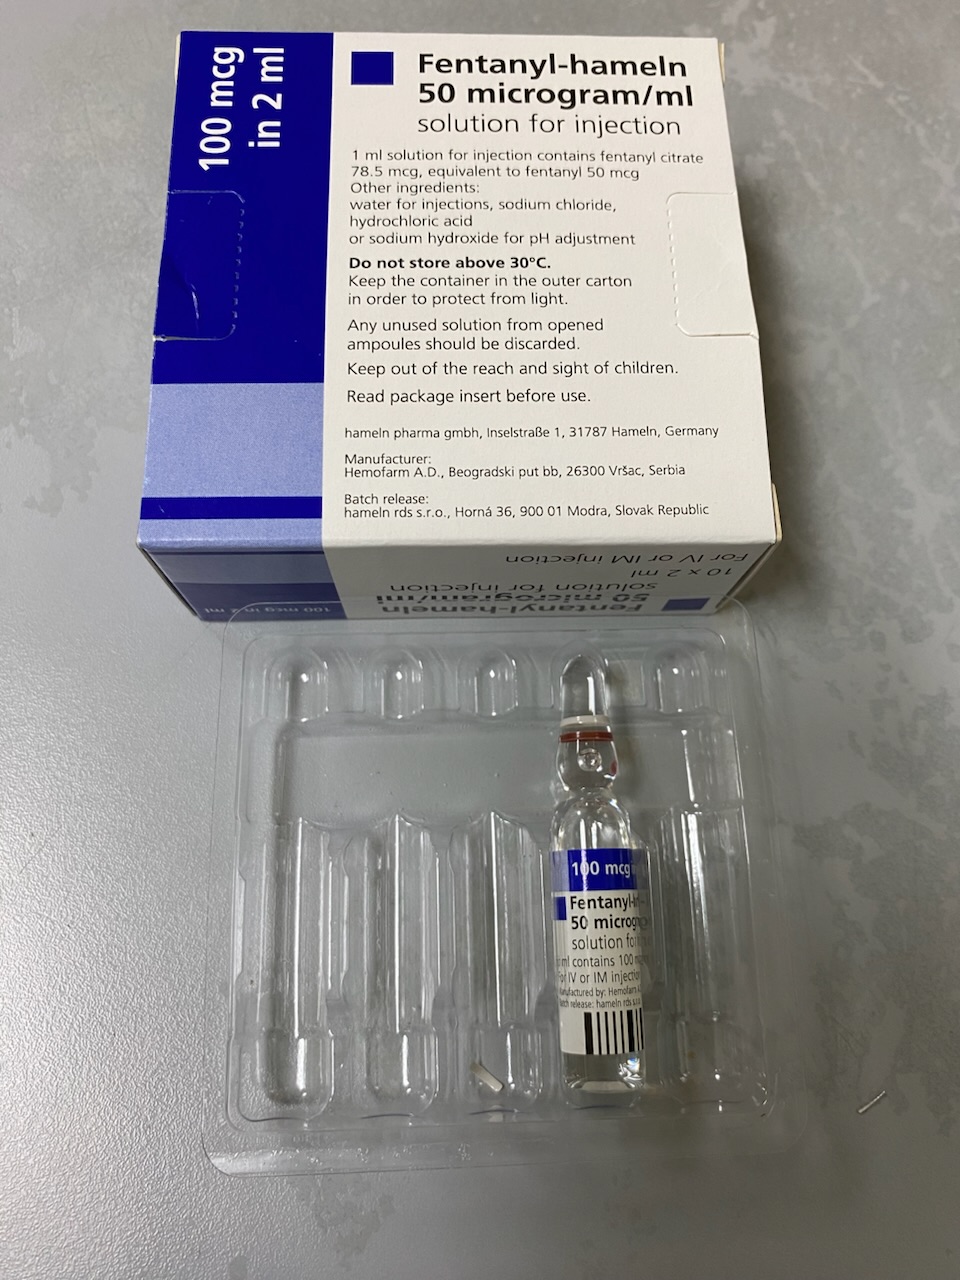 100 mcg
in 2 ml
Fentanyl-hameln
50 microgram/ml
solution for injection
1 ml solution for injection contains fentanyl citrate
78.5 mcg, equivalent to fentanyl 50 mcg
Other ingredients:
water for injections, sodium chloride,
hydrochloric acid
or sodium hydroxide for pH adjustment
Do not store above 30°C.
Keep the container in the outer carton
in order to protect from light.
Any unused solution from opened
ampoules should be discarded.
Keep out of the reach and sight of children.
Read package insert before use.
hameln pharma gmbh, Inselstraße 1, 31787 Hameln, Germany
Manufacturer:
Hemofarm A.D., Beogradski put bb, 26300 Vršac, Serbia
Batch release:
hameln rds s.r.o., Horná 36, 900 01 Modra, Slovak Republic
100 mcg in 2 ml
Fentanyl-hameln
50 microgram/ml
solution for injection
10 x 2 ml
For IV or IM injection
100 mcg
Fentanyl-
50
solution
ml contains 100
For IV or IM
by: Hemofarm
release: hameln rds